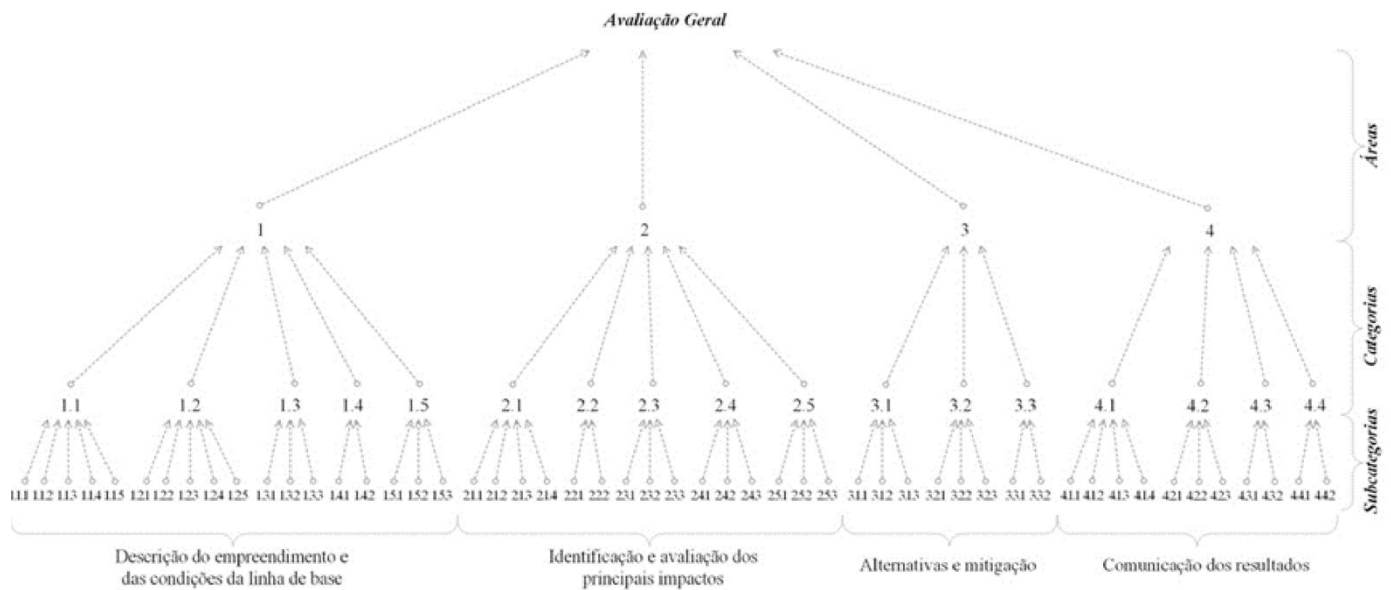 Avaliação Geral
Áreas
1 2 3 4
Categorias
1.1 1.2 1.3 1.4 1.5 2.1 2.2 2.3 2.4 2.5 3.1 3.2 3.3 4.1 4.2 4.3 4.4
Subcategorias
111 112 113 114 115 121 122 123 124 125 131 132 133 141 142 151 152 153 211 212 213 214 221 222 231 232 233 241 242 243 251 252 253 311 312 313 321 322 323 331 332 411 412 413 414 421 422 423 431 432 441 442
Descrição do empreendimento e
das condições da linha de base
Identificação e avaliação dos
principais impactos
Alternativas e mitigação
Comunicação dos resultados